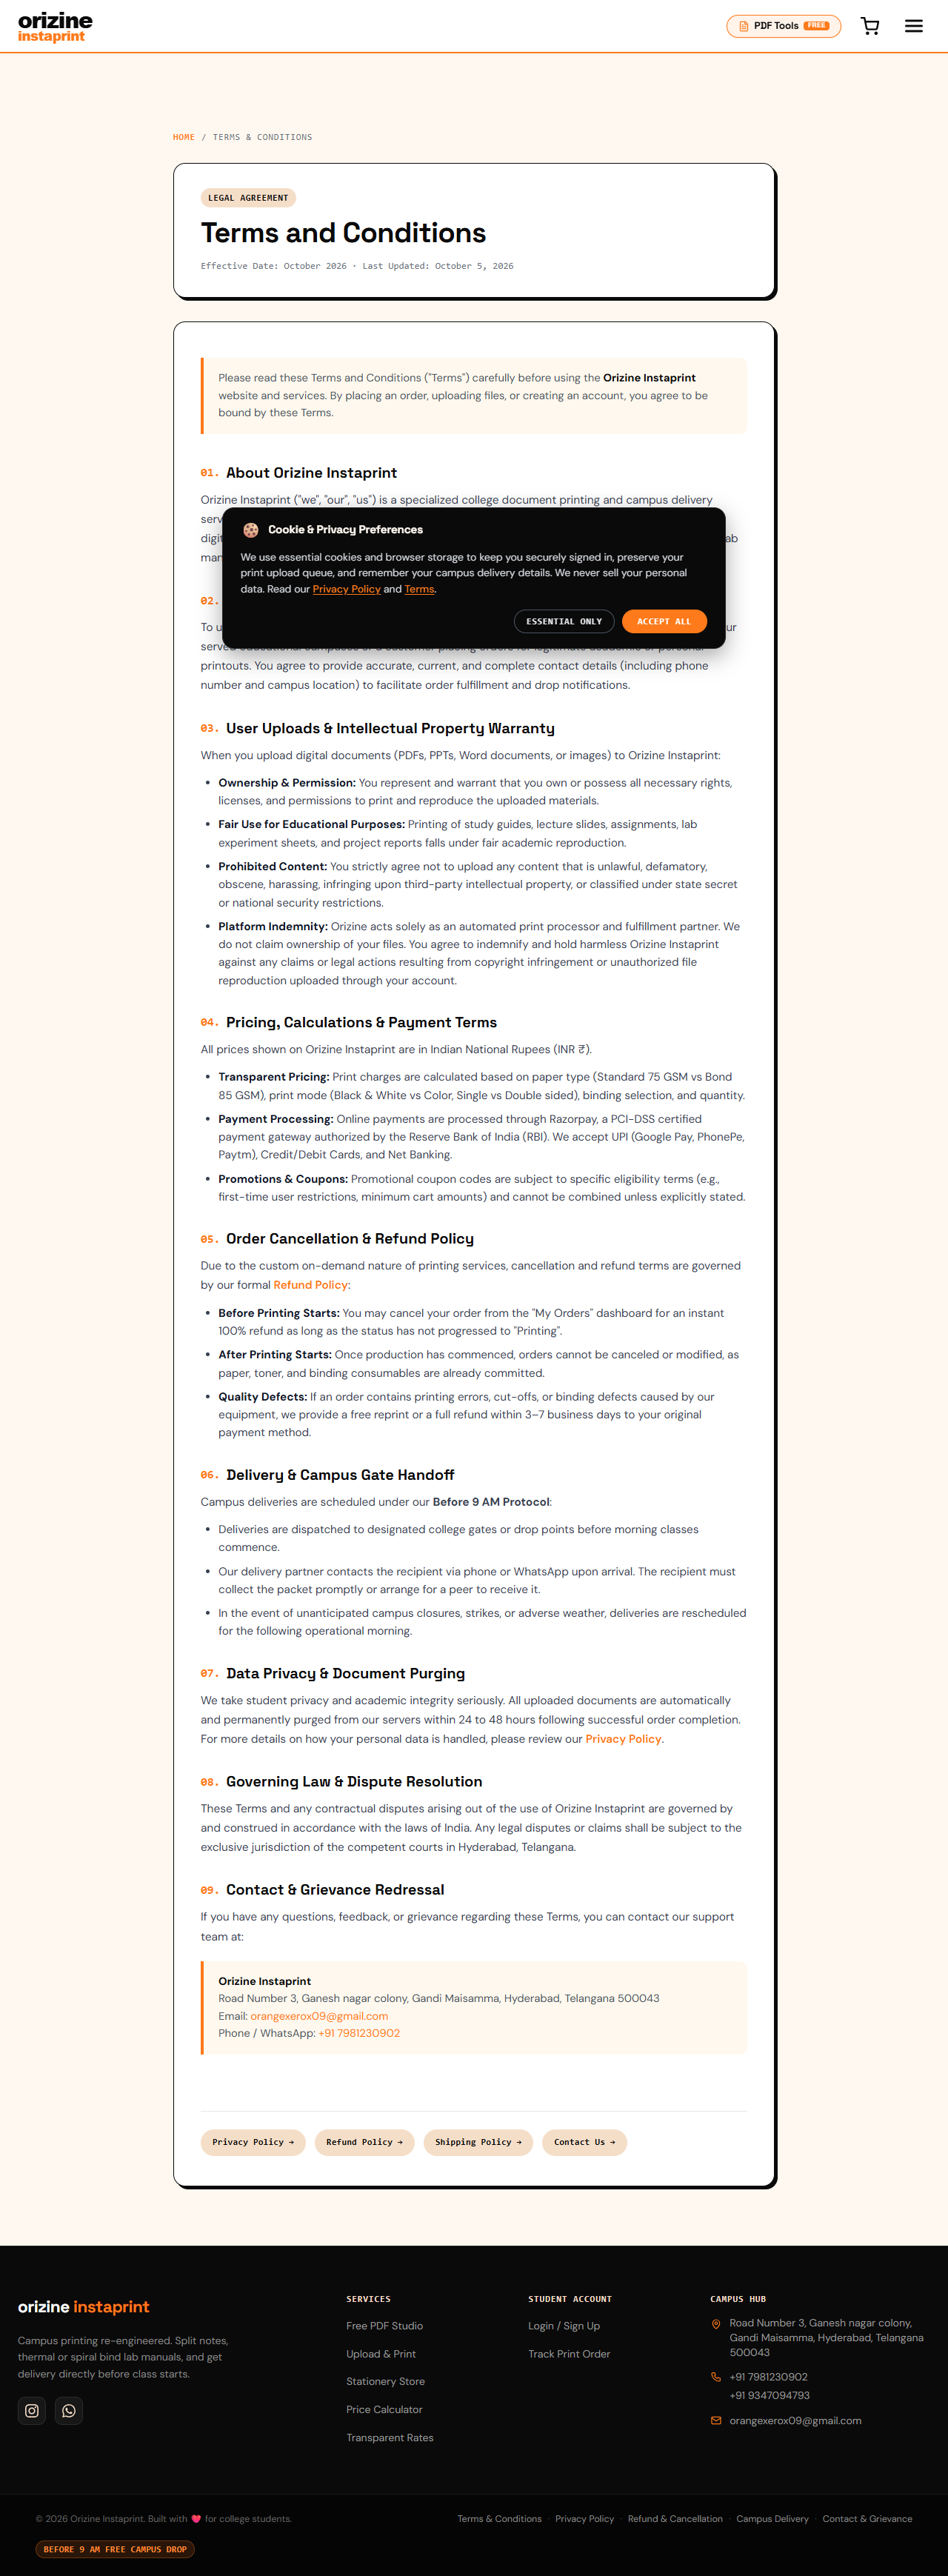 orizine
instaprint
PDF Tools FREE
HOME / TERMS & CONDITIONS
LEGAL AGREEMENT
Terms and Conditions
Effective Date: October 2026 · Last Updated: October 5, 2026
Please read these Terms and Conditions ("Terms") carefully before using the Orizine Instaprint
website and services. By placing an order, uploading files, or creating an account, you agree to be
bound by these Terms.
01. About Orizine Instaprint
Orizine Instaprint ("we", "our", "us") is a specialized college document printing and campus delivery
Cookie & Privacy Preferences
We use essential cookies and browser storage to keep you securely signed in, preserve your
print upload queue, and remember your campus delivery details. We never sell your personal
data. Read our Privacy Policy and Terms.
ESSENTIAL ONLY ACCEPT ALL
02.
printouts. You agree to provide accurate, current, and complete contact details (including phone
number and campus location) to facilitate order fulfillment and drop notifications.
03. User Uploads & Intellectual Property Warranty
When you upload digital documents (PDFs, PPTs, Word documents, or images) to Orizine Instaprint:
• Ownership & Permission: You represent and warrant that you own or possess all necessary rights,
licenses, and permissions to print and reproduce the uploaded materials.
• Fair Use for Educational Purposes: Printing of study guides, lecture slides, assignments, lab
experiment sheets, and project reports falls under fair academic reproduction.
• Prohibited Content: You strictly agree not to upload any content that is unlawful, defamatory,
obscene, harassing, infringing upon third-party intellectual property, or classified under state secret
or national security restrictions.
• Platform Indemnity: Orizine acts solely as an automated print processor and fulfillment partner. We
do not claim ownership of your files. You agree to indemnify and hold harmless Orizine Instaprint
against any claims or legal actions resulting from copyright infringement or unauthorized file
reproduction uploaded through your account.
04. Pricing, Calculations & Payment Terms
All prices shown on Orizine Instaprint are in Indian National Rupees (INR ₹).
• Transparent Pricing: Print charges are calculated based on paper type (Standard 75 GSM vs Bond
85 GSM), print mode (Black & White vs Color, Single vs Double sided), binding selection, and quantity.
• Payment Processing: Online payments are processed through Razorpay, a PCI-DSS certified
payment gateway authorized by the Reserve Bank of India (RBI). We accept UPI (Google Pay, PhonePe,
Paytm), Credit/Debit Cards, and Net Banking.
• Promotions & Coupons: Promotional coupon codes are subject to specific eligibility terms (e.g.,
first-time user restrictions, minimum cart amounts) and cannot be combined unless explicitly stated.
05. Order Cancellation & Refund Policy
Due to the custom on-demand nature of printing services, cancellation and refund terms are governed
by our formal Refund Policy:
• Before Printing Starts: You may cancel your order from the "My Orders" dashboard for an instant
100% refund as long as the status has not progressed to "Printing".
• After Printing Starts: Once production has commenced, orders cannot be canceled or modified, as
paper, toner, and binding consumables are already committed.
• Quality Defects: If an order contains printing errors, cut-offs, or binding defects caused by our
equipment, we provide a free reprint or a full refund within 3–7 business days to your original
payment method.
06. Delivery & Campus Gate Handoff
Campus deliveries are scheduled under our Before 9 AM Protocol:
• Deliveries are dispatched to designated college gates or drop points before morning classes
commence.
• Our delivery partner contacts the recipient via phone or WhatsApp upon arrival. The recipient must
collect the packet promptly or arrange for a peer to receive it.
• In the event of unanticipated campus closures, strikes, or adverse weather, deliveries are rescheduled
for the following operational morning.
07. Data Privacy & Document Purging
We take student privacy and academic integrity seriously. All uploaded documents are automatically
and permanently purged from our servers within 24 to 48 hours following successful order completion.
For more details on how your personal data is handled, please review our Privacy Policy.
08. Governing Law & Dispute Resolution
These Terms and any contractual disputes arising out of the use of Orizine Instaprint are governed by
and construed in accordance with the laws of India. Any legal disputes or claims shall be subject to the
exclusive jurisdiction of the competent courts in Hyderabad, Telangana.
09. Contact & Grievance Redressal
If you have any questions, feedback, or grievance regarding these Terms, you can contact our support
team at:
Orizine Instaprint
Road Number 3, Ganesh nagar colony, Gandi Maisamma, Hyderabad, Telangana 500043
Email: orangexerox09@gmail.com
Phone / WhatsApp: +91 7981230902
Privacy Policy → Refund Policy → Shipping Policy → Contact Us →
orizine instaprint
Campus printing re-engineered. Split notes,
thermal or spiral bind lab manuals, and get
delivery directly before class starts.
SERVICES
Free PDF Studio
Upload & Print
Stationery Store
Price Calculator
Transparent Rates
STUDENT ACCOUNT
Login / Sign Up
Track Print Order
CAMPUS HUB
Road Number 3, Ganesh nagar colony,
Gandi Maisamma, Hyderabad, Telangana
500043
+91 7981230902
+91 9347094793
orangexerox09@gmail.com
© 2026 Orizine Instaprint. Built with ❤️ for college students.
Terms & Conditions · Privacy Policy · Refund & Cancellation · Campus Delivery · Contact & Grievance
BEFORE 9 AM FREE CAMPUS DROP